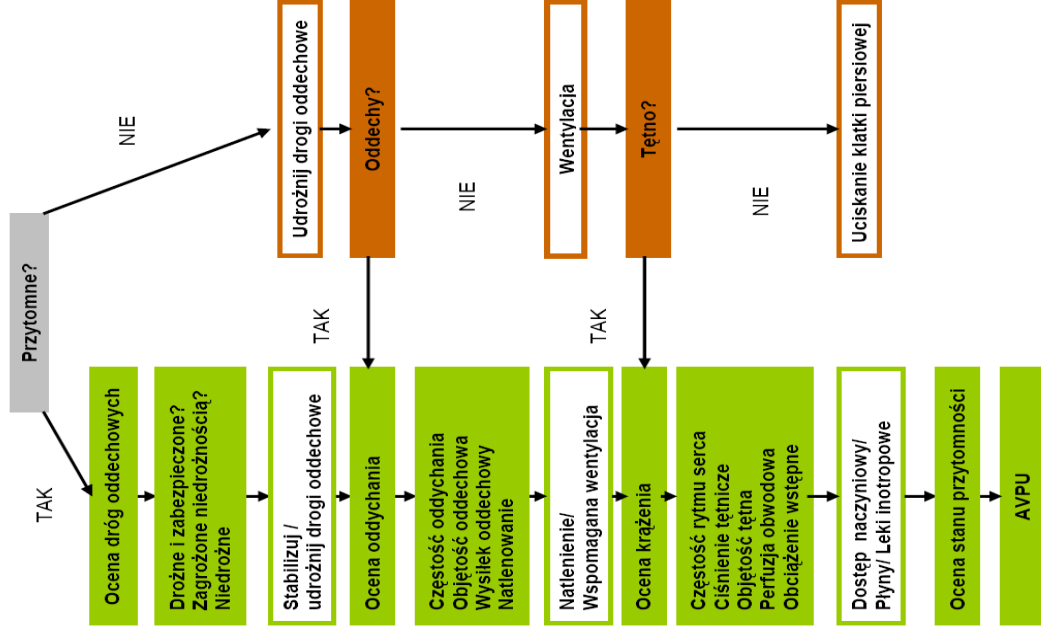 Przytomne?
TAK
NIE
Ocena dróg oddechowych
Drożne i zabezpieczone?
Zagrożone niedrożnością?
Niedrożne
Stabilizuj /
udrożnij drogi oddechowe
Udrożnij drogi oddechowe
Ocena oddychania
TAK
Oddechy?
Częstość oddychania
Objętość oddechowa
Wysiłek oddechowy
Natlenowanie
NIE
Natlenienie/
Wspomagana wentylacja
Wentylacja
Ocena krążenia
TAK
Tętno?
Częstość rytmu serca
Ciśnienie tętnicze
Objętość tętna
Perfuzja obwodowa
Obciążenie wstępne
NIE
Dostęp naczyniowy/
Płyny/ Leki inotropowe
Uciskanie klatki piersiowej
Ocena stanu przytomności
AVPU